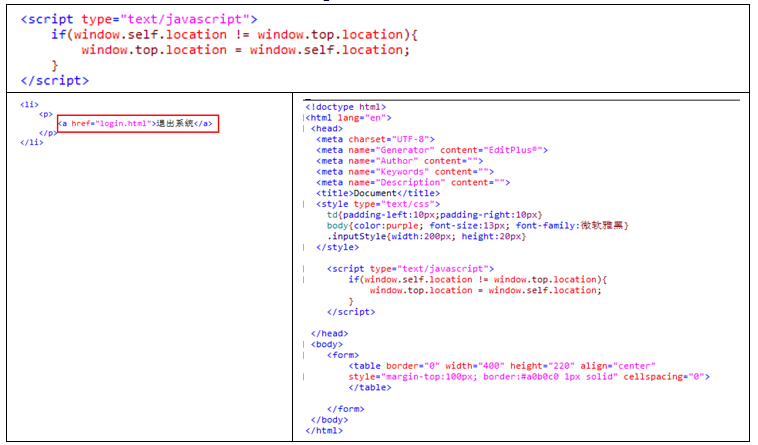 <script type="text/javascript">
if(window.self.location != window.top.location){
window.top.location = window.self.location;
}
</script>
<li>
<p>
<a href="login.html">退出系统</a>
</p>
</li>
<!doctype html>
<html lang="en">
<head>
<meta charset="UTF-8">
<meta name="Generator" content="EditPlus®">
<meta name="Author" content="">
<meta name="Keywords" content="">
<meta name="Description" content="">
<title>Document</title>
<style type="text/css">
td{padding-left:10px;padding-right:10px}
body{color:purple; font-size:13px; font-family:微软雅黑}
.inputStyle{width:200px; height:20px}
</style>
<script type="text/javascript">
if(window.self.location != window.top.location){
window.top.location = window.self.location;
}
</script>
</head>
<body>
<form>
<table border="0" width="400" height="220" align="center"
style="margin-top:100px; border:#a0b0c0 1px solid" cellspacing="0">
</table>
</form>
</body>
</html>